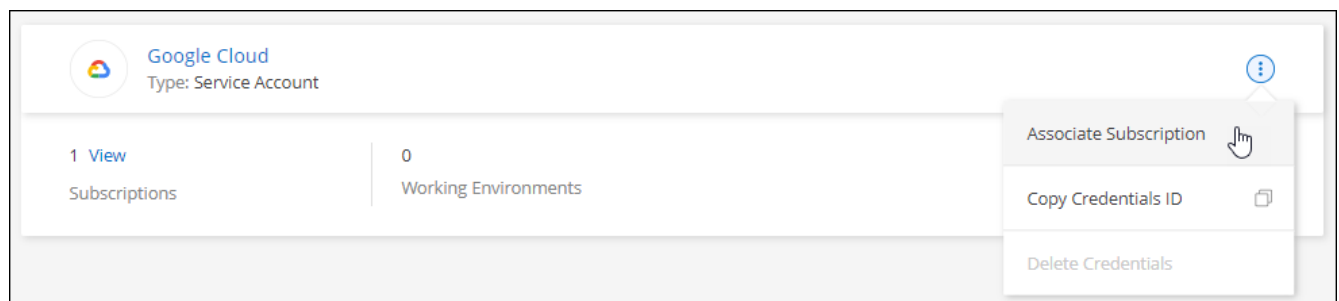 Google Cloud
Type: Service Account
Associate Subscription
1 View
0
Subscriptions
Working Environments
Copy Credentials ID
Delete Credentials